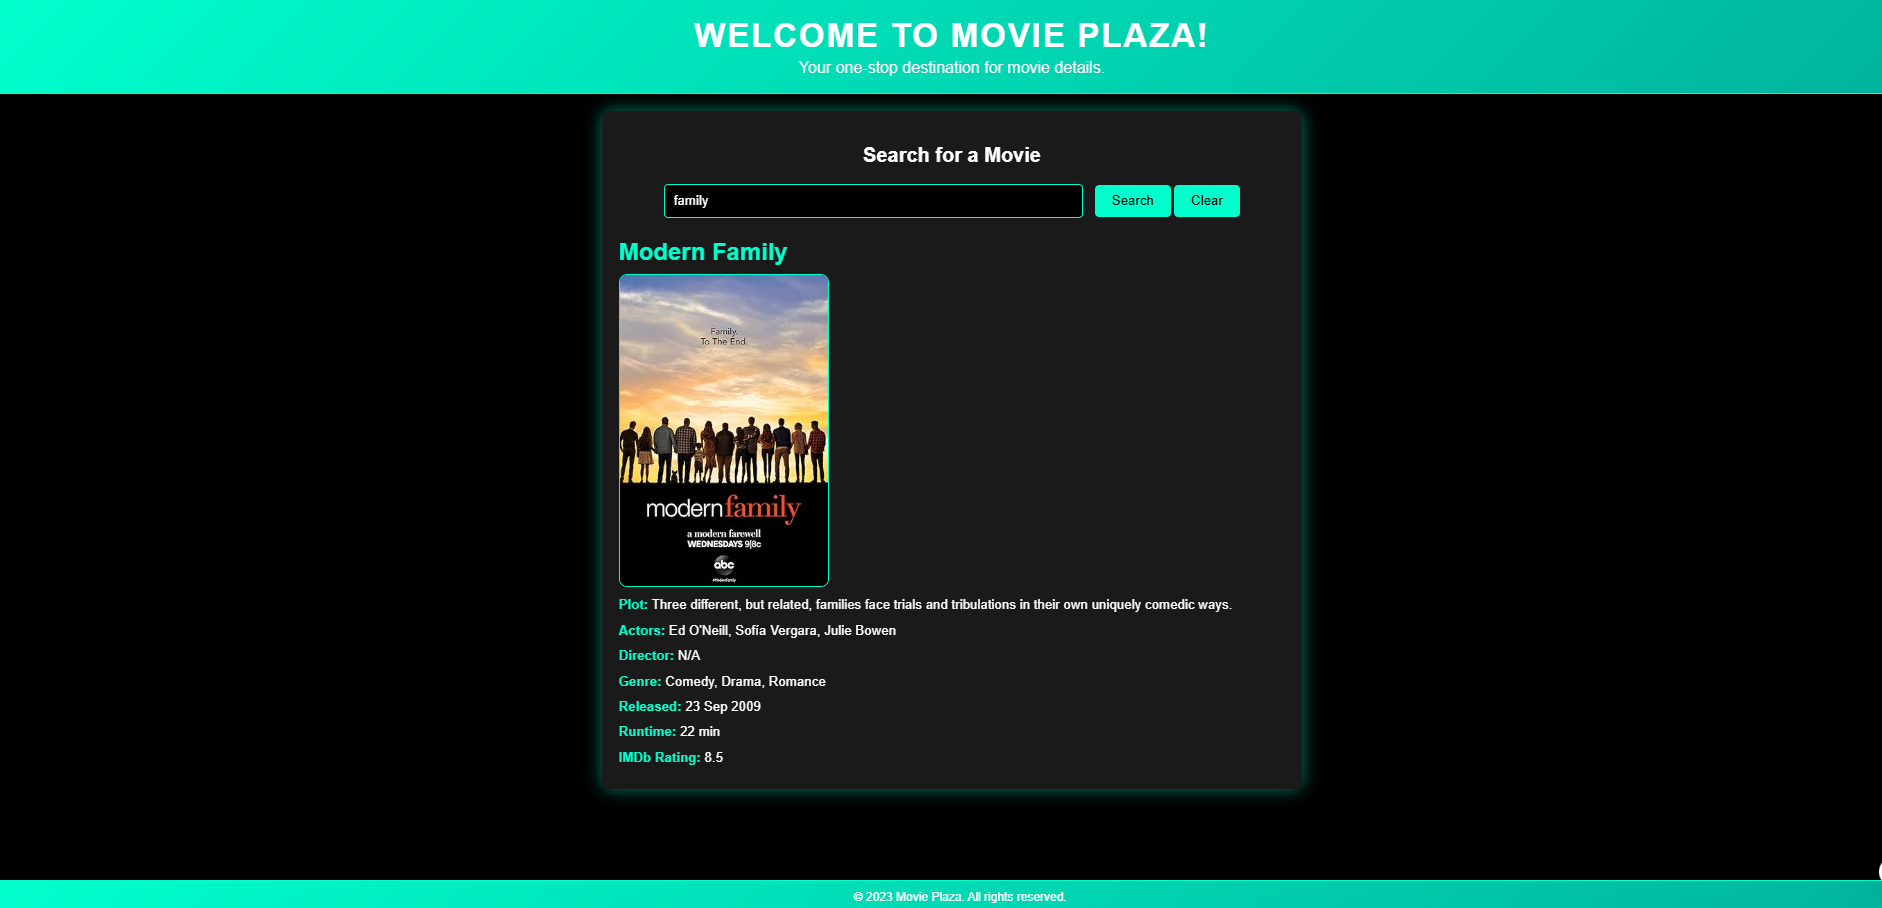 WELCOME TO MOVIE PLAZA!
Your one-stop destination for movie details.
Search for a Movie
family
Search
Clear
Modern Family
Family.
To The End.
modernfamily
a modern farewell
WEDNESDAYS 9|8c
abc
#ModernFamily
Plot: Three different, but related, families face trials and tribulations in their own uniquely comedic ways.
Actors: Ed O'Neill, Sofía Vergara, Julie Bowen
Director: N/A
Genre: Comedy, Drama, Romance
Released: 23 Sep 2009
Runtime: 22 min
IMDb Rating: 8.5
© 2023 Movie Plaza. All rights reserved.